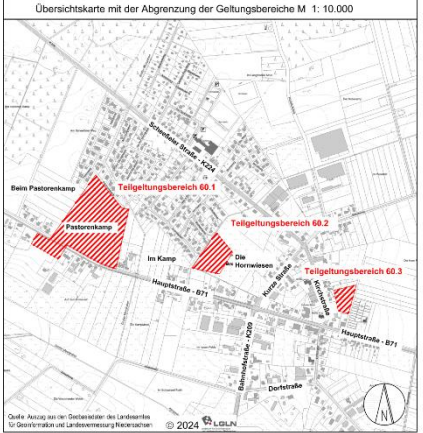 Übersichtskarte mit der Abgrenzung der Geltungsbereiche M 1: 10.000
Scheeßeler Straße - K224
Beim Pastorenkamp
Teilgeltungsbereich 60.1
Pastorenkamp
Teilgeltungsbereich 60.2
Im Kamp
Die
Hornwiesen
Kurze Straße
Teilgeltungsbereich 60.3
Kirchstraße
Hauptstraße - B71
Hauptstraße - B71
Bahnhofstraße - K209
Dorfstraße
Quelle: Auszug aus den Geobasisdaten des Landesamtes
für Geoinformation und Landesvermessung Niedersachsen
© 2024 LGLN
N